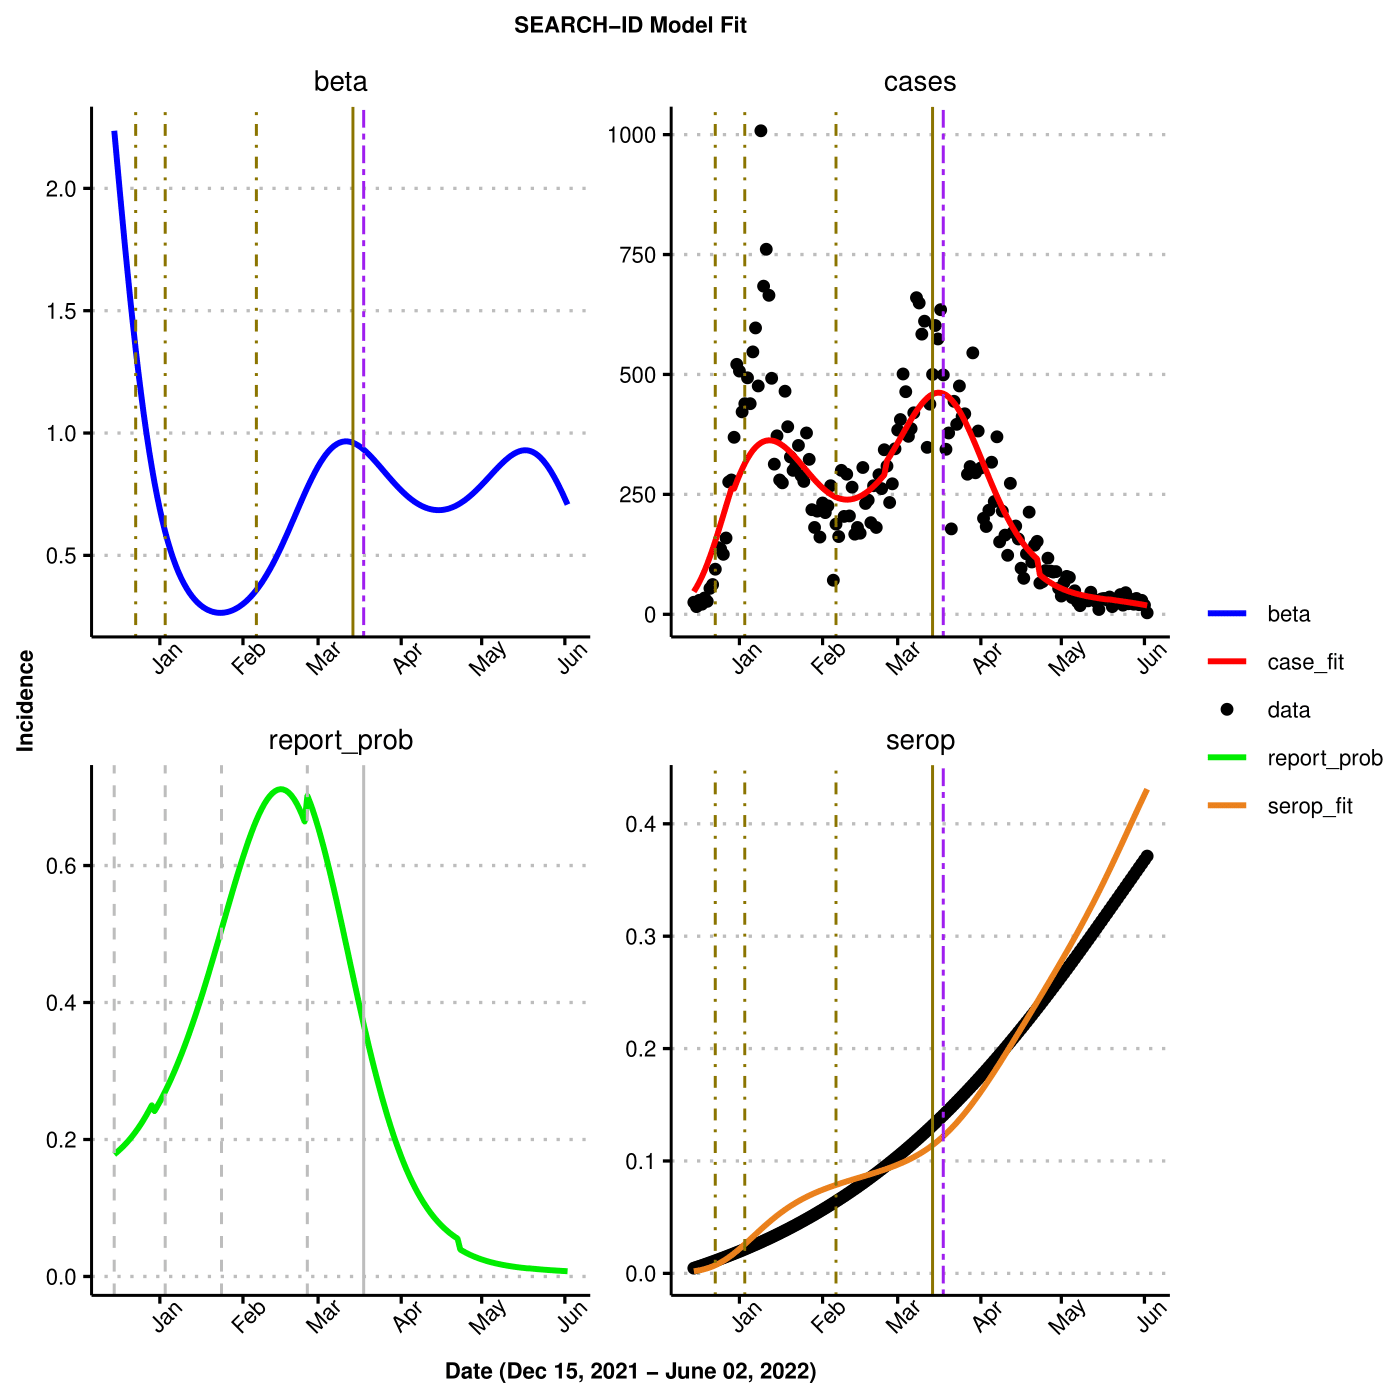 SEARCH−ID Model Fit
beta
cases
2.0
1.5
1.0
0.5
Jan Feb Mar Apr May Jun
1000
750
500
250
0
Jan Feb Mar Apr May Jun
Incidence
report_prob
serop
0.6
0.4
0.2
0.0
Jan Feb Mar Apr May Jun
0.4
0.3
0.2
0.1
0.0
Jan Feb Mar Apr May Jun
beta
case_fit
data
report_prob
serop_fit
Date (Dec 15, 2021 − June 02, 2022)